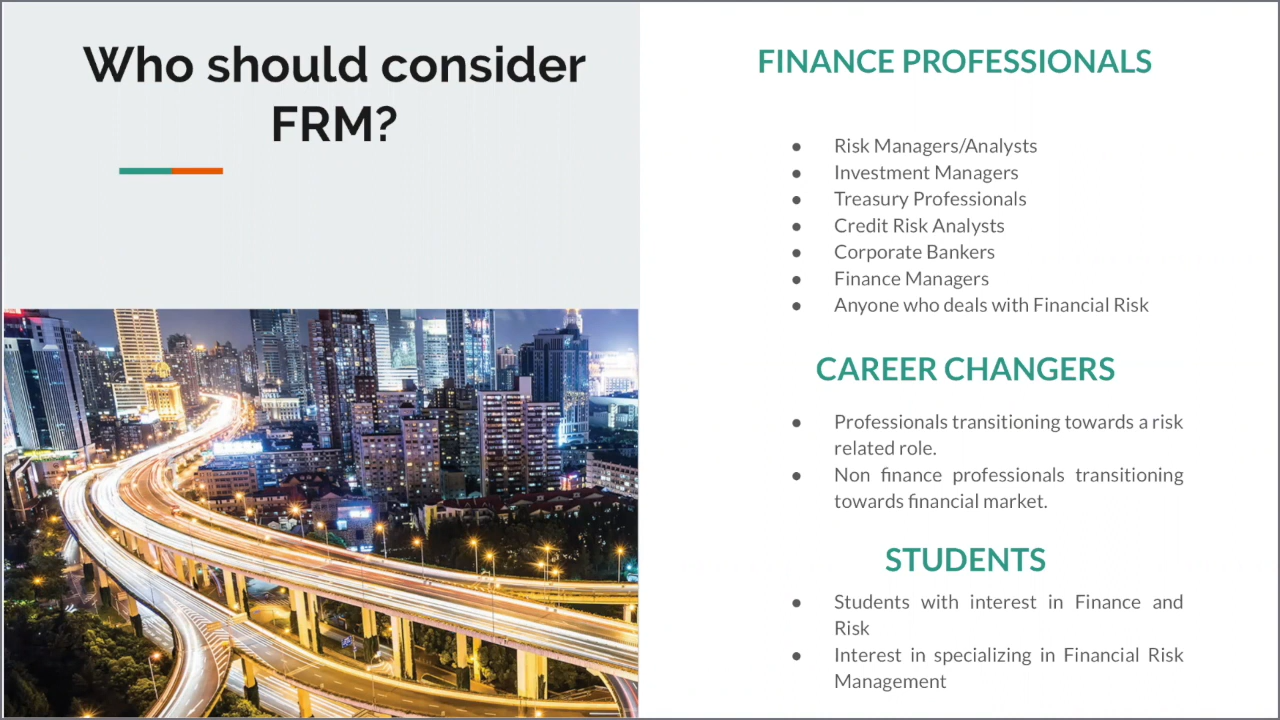 Who should consider
FRM?
FINANCE PROFESSIONALS
● Risk Managers/Analysts
● Investment Managers
● Treasury Professionals
● Credit Risk Analysts
● Corporate Bankers
● Finance Managers
● Anyone who deals with Financial Risk
CAREER CHANGERS
● Professionals transitioning towards a risk
related role.
● Non finance professionals transitioning
towards financial market.
STUDENTS
● Students with interest in Finance and
Risk
● Interest in specializing in Financial Risk
Management